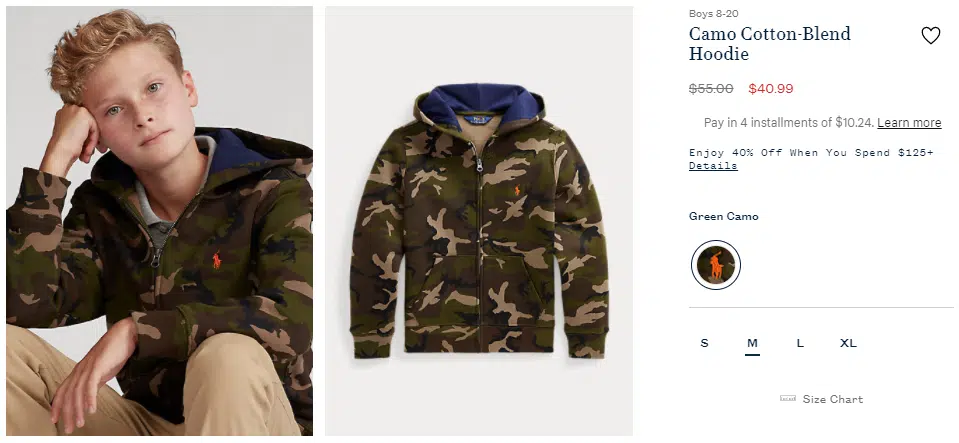 Boys 8-20
Camo Cotton-Blend
Hoodie
$55.00 $40.99
Pay in 4 installments of $10.24. Learn more
Enjoy 40% Off When You Spend $125+
Details
Green Camo
S M L XL
Size Chart